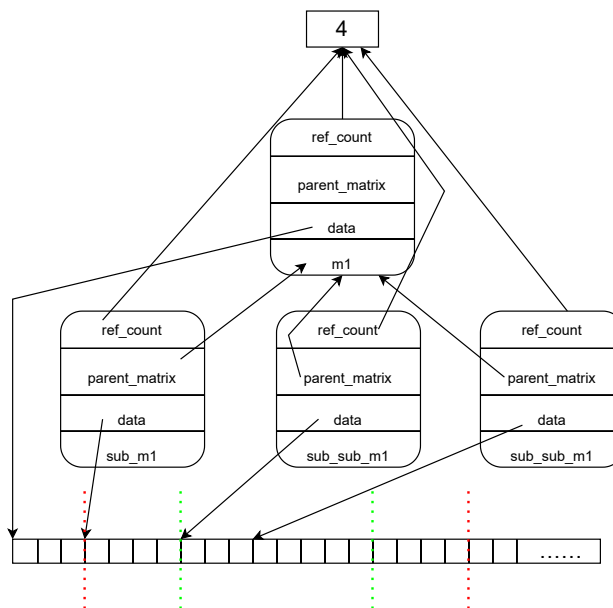 4
ref_count
parent_matrix
data
m1
ref_count
parent_matrix
data
sub_m1
ref_count
parent_matrix
data
sub_sub_m1
ref_count
parent_matrix
data
sub_sub_m1
......